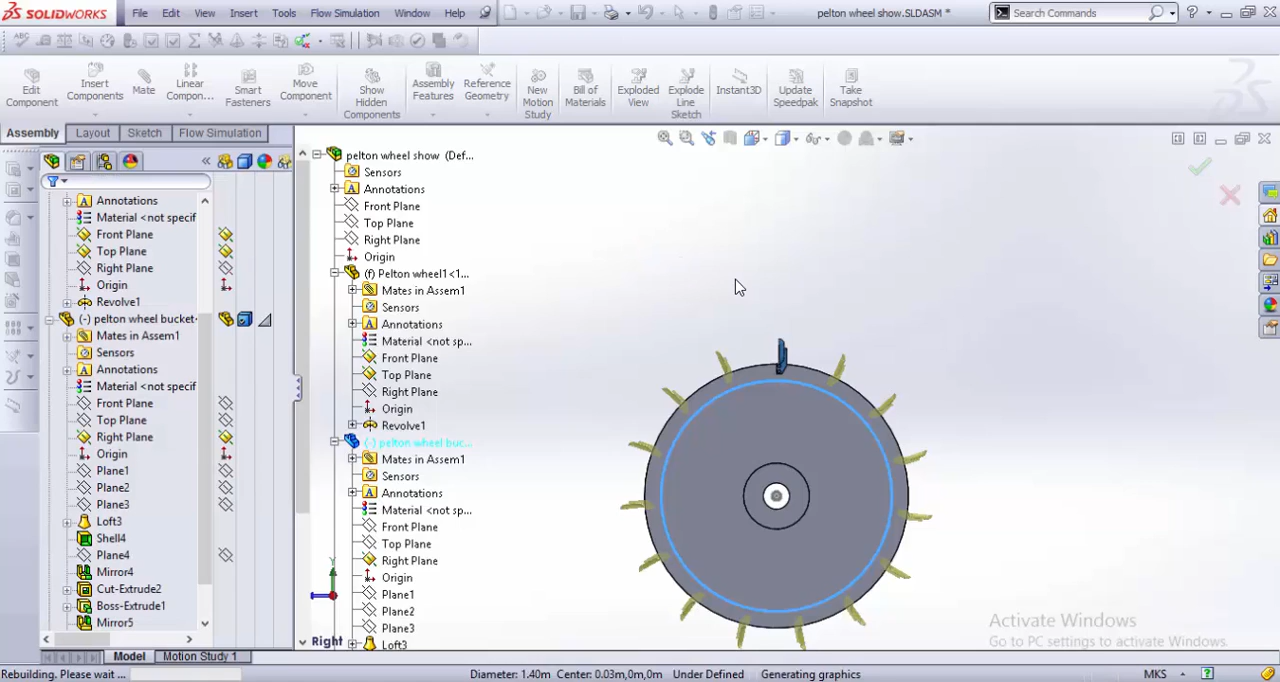 SOLIDWORKS File Edit View Insert Tools Flow Simulation Window Help pelton wheel show.SLDASM * Search Commands
Edit Component
Insert Components
Mate
Linear Compon...
Smart Fasteners
Move Component
Show Hidden Components
Assembly Features
Reference Geometry
New Motion Study
Bill of Materials
Exploded View
Explode Line Sketch
Instant3D
Update Speedpak
Take Snapshot
Assembly Layout Sketch Flow Simulation
Annotations
Material <not specif
Front Plane
Top Plane
Right Plane
Origin
Revolve1
(-) pelton wheel bucket
Mates in Assem1
Sensors
Annotations
Material <not specif
Front Plane
Top Plane
Right Plane
Origin
Plane1
Plane2
Plane3
Loft3
Shell4
Plane4
Mirror4
Cut-Extrude2
Boss-Extrude1
Mirror5
pelton wheel show (Def...
Sensors
Annotations
Front Plane
Top Plane
Right Plane
Origin
(f) Pelton wheel1<1...
Mates in Assem1
Sensors
Annotations
Material <not sp...
Front Plane
Top Plane
Right Plane
Origin
Revolve1
(-) pelton wheel buc...
Mates in Assem1
Sensors
Annotations
Material <not sp...
Front Plane
Top Plane
Right Plane
Origin
Plane1
Plane2
Plane3
Loft3
Y
Right
Activate Windows
Go to PC settings to activate Windows.
Model Motion Study 1
Rebuilding. Please wait ... Diameter: 1.40m Center: 0.03m,0m,0m Under Defined Generating graphics MKS